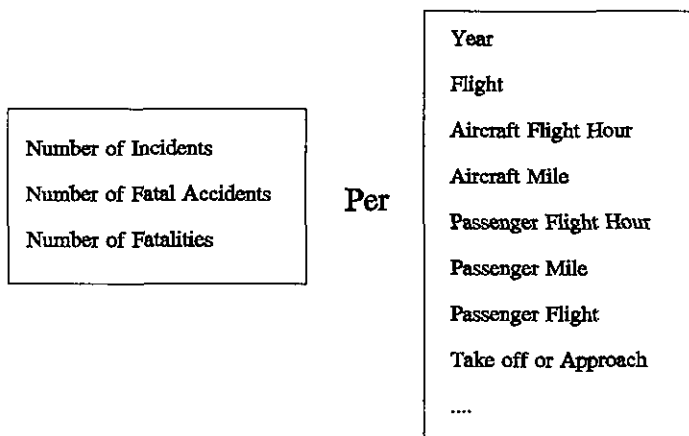 Number of Incidents
Number of Fatal Accidents
Number of Fatalities
Per
Year
Flight
Aircraft Flight Hour
Aircraft Mile
Passenger Flight Hour
Passenger Mile
Passenger Flight
Take off or Approach
....